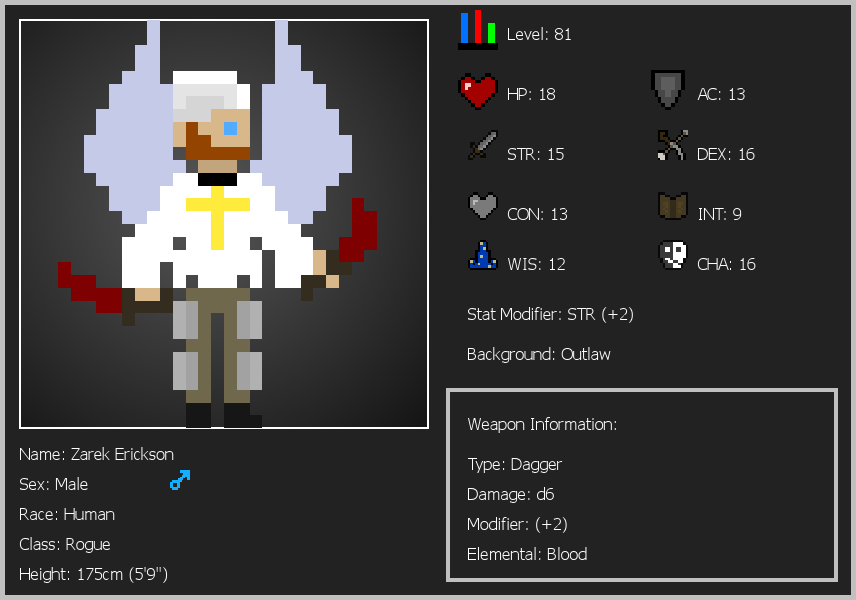 Level: 81
HP: 18
AC: 13
STR: 15
DEX: 16
CON: 13
INT: 9
WIS: 12
CHA: 16
Stat Modifier: STR (+2)
Background: Outlaw
Weapon Information:
Type: Dagger
Damage: d6
Modifier: (+2)
Elemental: Blood
Name: Zarek Erickson
Sex: Male
Race: Human
Class: Rogue
Height: 175cm (5'9")